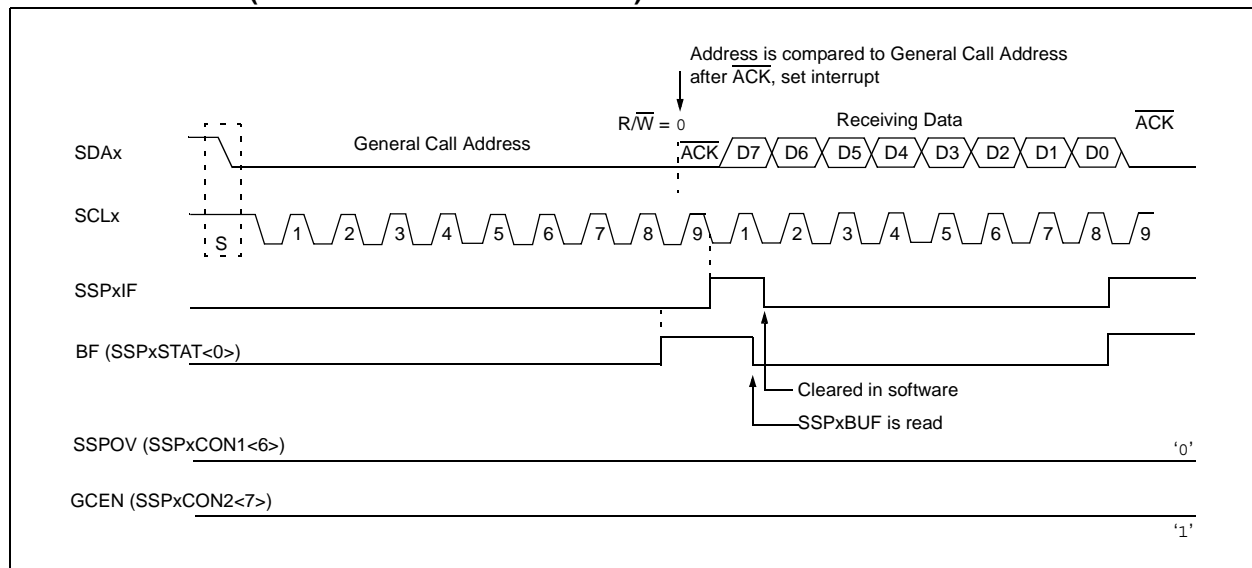 Address is compared to General Call Address
after ACK, set interrupt
R/W = 0
Receiving Data
ACK
SDAx
General Call Address
ACK D7 D6 D5 D4 D3 D2 D1 D0
SCLx
S 1 2 3 4 5 6 7 8 9 1 2 3 4 5 6 7 8 9
SSPxIF
BF (SSPxSTAT<0>)
Cleared in software
SSPxBUF is read
SSPOV (SSPxCON1<6>)
‘0’
GCEN (SSPxCON2<7>)
‘1’